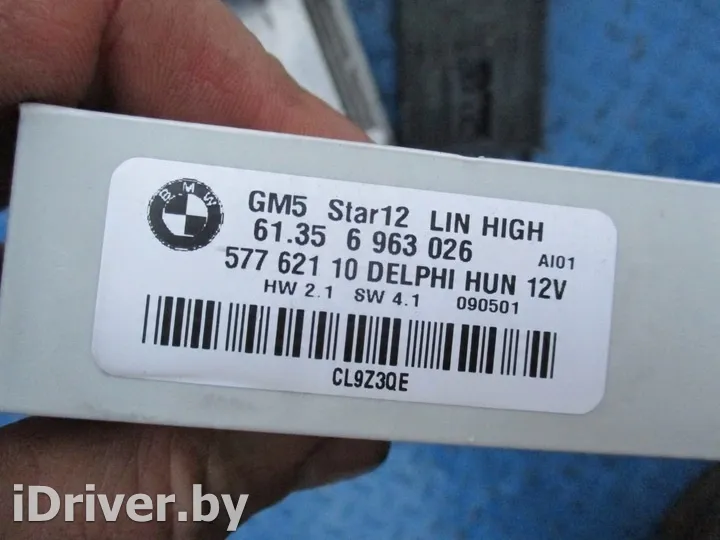 BMW
GM5 Star12 LIN HIGH
61.35 6 963 026 AI01
577 621 10 DELPHI HUN 12V
HW 2.1 SW 4.1 090501
CL9Z3QE
iDriver.by